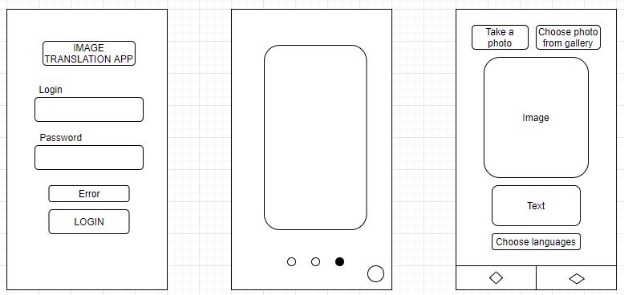 IMAGE
TRANSLATION APP
Login
Password
Error
LOGIN
Take a
photo
Choose photo
from gallery
Image
Text
Choose languages